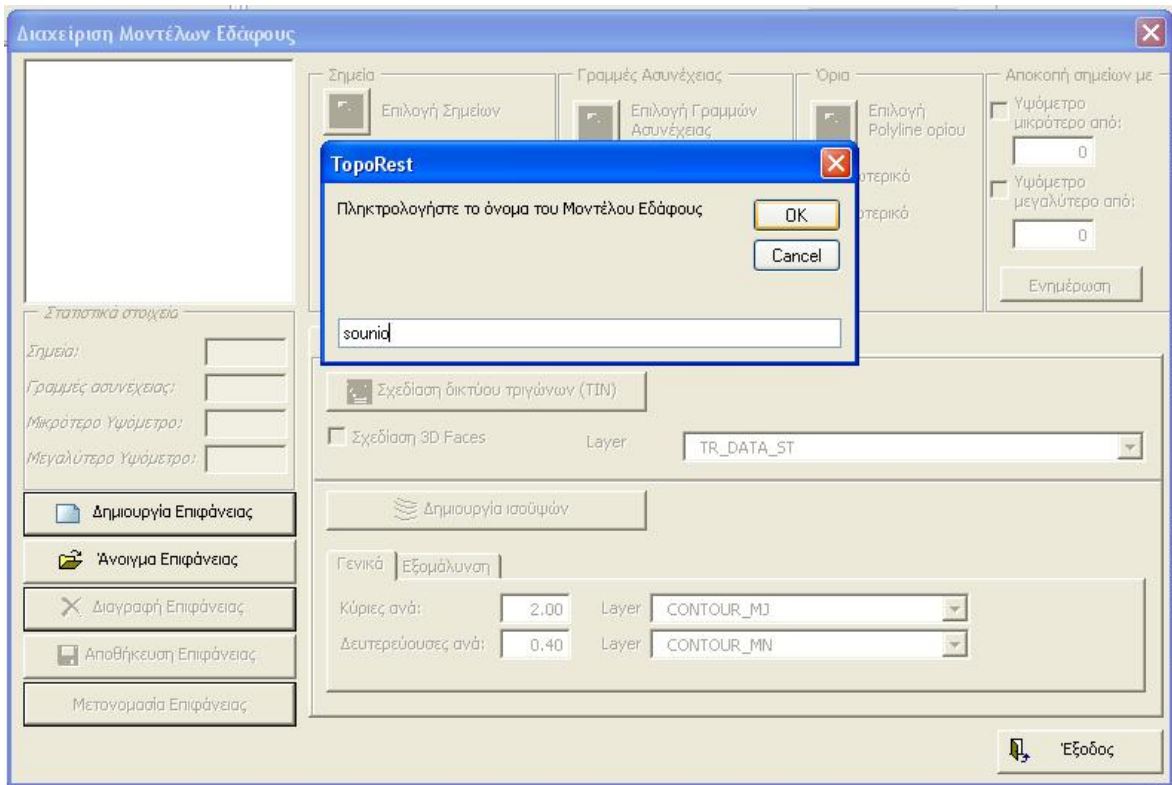 Διαχείριση Μοντέλων Εδάφους
Σημεία
Επιλογή Σημείων
Γραμμές Ασυνέχειας
Επιλογή Γραμμών
Ασυνέχειας
Όρια
Επιλογή
Polyline ορίου
Αποκοπή σημείων με
Υψόμετρο
μικρότερο από:
0
Υψόμετρο
μεγαλύτερο από:
0
Ενημέρωση
TopoRest
Πληκτρολογήστε το όνομα του Μοντέλου Εδάφους
OK
Cancel
sounio
Στατιστικά στοιχεία
Σημεία:
Γραμμές ασυνέχειας:
Μικρότερο Υψόμετρο:
Μεγαλύτερο Υψόμετρο:
Δημιουργία Επιφάνειας
Άνοιγμα Επιφάνειας
Διαγραφή Επιφάνειας
Αποθήκευση Επιφάνειας
Μετονομασία Επιφάνειας
Σχεδίαση δικτύου τριγώνων (TIN)
Σχεδίαση 3D Faces
Layer
TR_DATA_ST
Δημιουργία ισοϋψών
Γενικά
Εξομάλυνση
Κύριες ανά: 2.00 Layer CONTOUR_MJ
Δευτερεύουσες ανά: 0.40 Layer CONTOUR_MN
Έξοδος